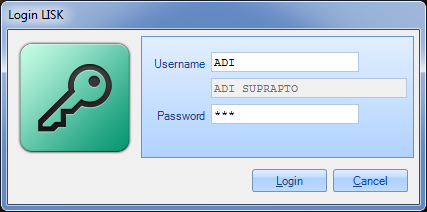 Login LISK
Username ADI
ADI SUPRAPTO
Password ***
Login Cancel